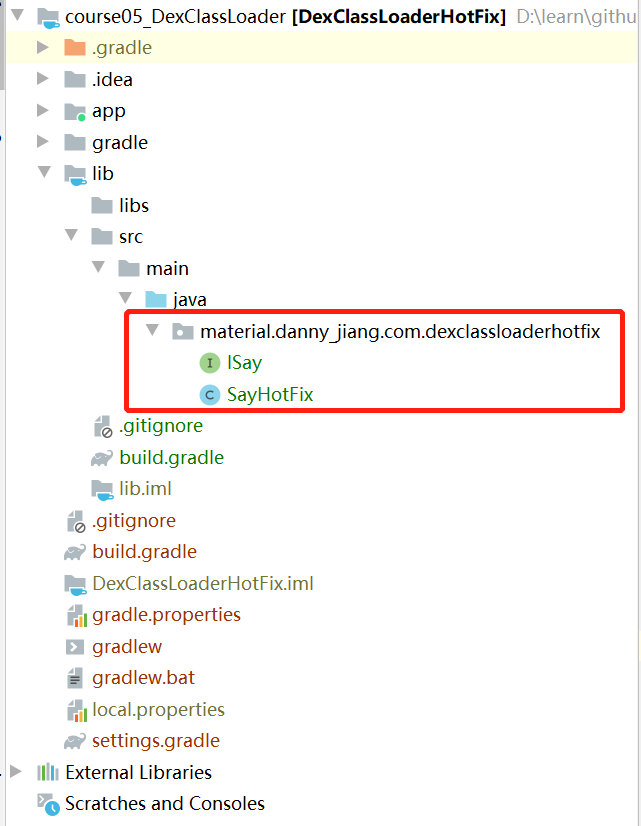 course05_DexClassLoader [DexClassLoaderHotFix] D:\learn\githu
.gradle
.idea
app
gradle
lib
libs
src
main
java
material.danny_jiang.com.dexclassloaderhotfix
I ISay
C SayHotFix
.gitignore
build.gradle
lib.iml
.gitignore
build.gradle
DexClassLoaderHotFix.iml
gradle.properties
gradlew
gradlew.bat
local.properties
settings.gradle
External Libraries
Scratches and Consoles